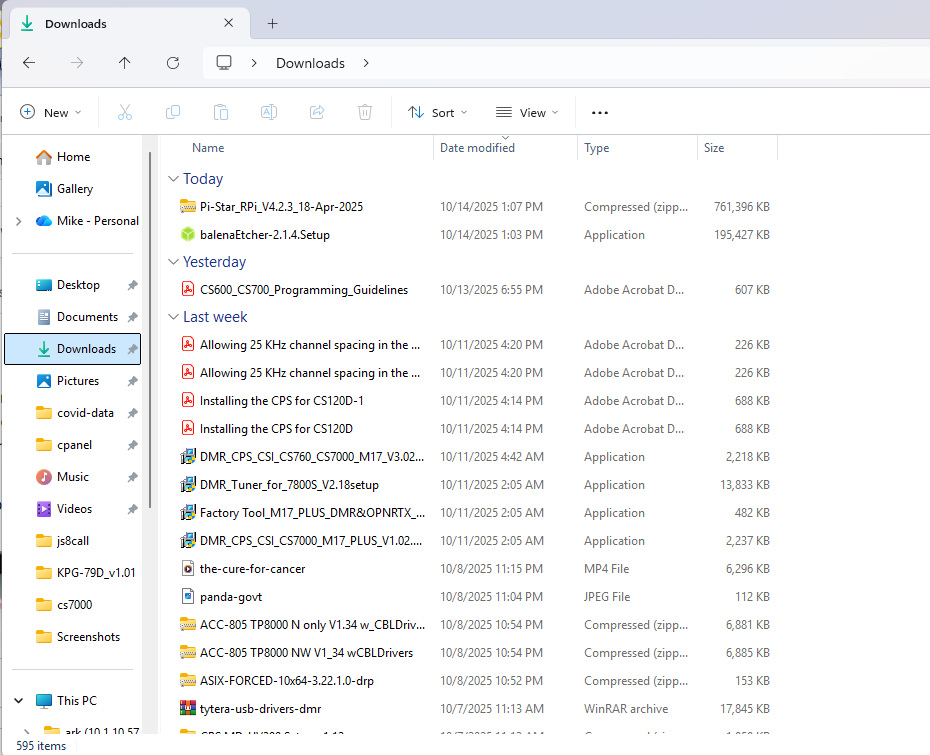 Downloads
Downloads
New
Sort
View
Name Date modified Type Size
Home
Gallery
Mike - Personal
Desktop
Documents
Downloads
Pictures
covid-data
cpanel
Music
Videos
js8call
KPG-79D_v1.01
cs7000
Screenshots
This PC
ark (10.1.10.57
Today
Pi-Star_RPi_V4.2.3_18-Apr-2025 10/14/2025 1:07 PM Compressed (zipp... 761,396 KB
balenaEtcher-2.1.4.Setup 10/14/2025 1:03 PM Application 195,427 KB
Yesterday
CS600_CS700_Programming_Guidelines 10/13/2025 6:55 PM Adobe Acrobat D... 607 KB
Last week
Allowing 25 KHz channel spacing in the ... 10/11/2025 4:20 PM Adobe Acrobat D... 226 KB
Allowing 25 KHz channel spacing in the ... 10/11/2025 4:20 PM Adobe Acrobat D... 226 KB
Installing the CPS for CS120D-1 10/11/2025 4:14 PM Adobe Acrobat D... 688 KB
Installing the CPS for CS120D 10/11/2025 4:14 PM Adobe Acrobat D... 688 KB
DMR_CPS_CSI_CS760_CS7000_M17_V3.02... 10/11/2025 4:42 AM Application 2,218 KB
DMR_Tuner_for_7800S_V2.18setup 10/11/2025 2:05 AM Application 13,833 KB
Factory Tool_M17_PLUS_DMR&OPNRTX_... 10/11/2025 2:05 AM Application 482 KB
DMR_CPS_CSI_CS7000_M17_PLUS_V1.02.... 10/11/2025 2:05 AM Application 2,237 KB
the-cure-for-cancer 10/8/2025 11:15 PM MP4 File 6,296 KB
panda-govt 10/8/2025 11:04 PM JPEG File 112 KB
ACC-805 TP8000 N only V1.34 w_CBLDriv... 10/8/2025 10:54 PM Compressed (zipp... 6,881 KB
ACC-805 TP8000 NW V1_34 wCBLDrivers 10/8/2025 10:54 PM Compressed (zipp... 6,885 KB
ASIX-FORCED-10x64-3.22.1.0-drp 10/8/2025 10:52 PM Compressed (zipp... 153 KB
tytera-usb-drivers-dmr 10/7/2025 11:13 AM WinRAR archive 17,845 KB
595 items